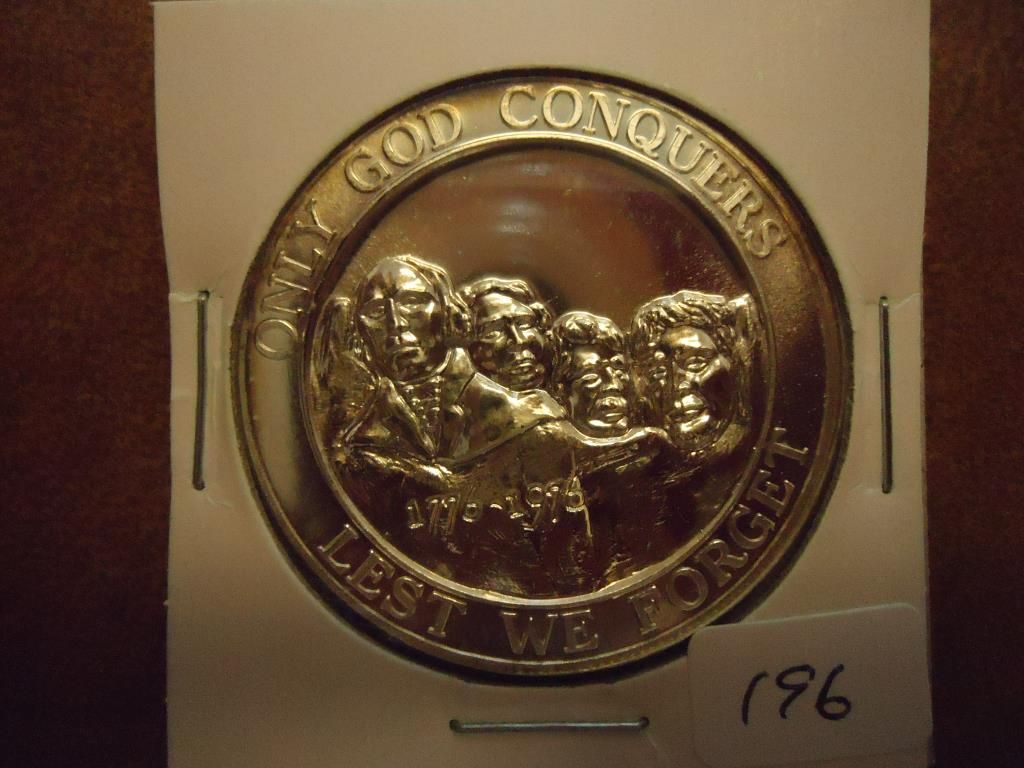 ONLY GOD CONQUERS
1776-1976
LEST WE FORGET
196